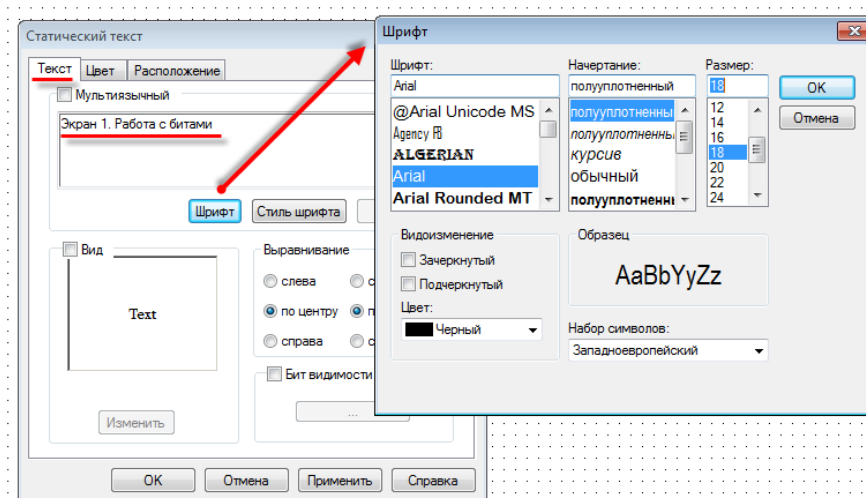 Статический текст
Текст Цвет Расположение
Мультиязычный
Экран 1. Работа с битами
Шрифт Стиль шрифта
Вид
Text
Изменить
Выравнивание
слева с
по центру п
справа с
Бит видимости
...
OK Отмена Применить Справка
Шрифт
Шрифт: Начертание: Размер:
Arial полууплотненный 18
@Arial Unicode MS
Agency FB
ALGERIAN
Arial
Arial Rounded MT
полууплотненны
полууплотненны
курсив
обычный
полууплотненн
12
14
16
18
20
22
24
OK
Отмена
Видоизменение
Зачеркнутый
Подчеркнутый
Цвет:
Черный
Образец
AaBbYyZz
Набор символов:
Западноевропейский